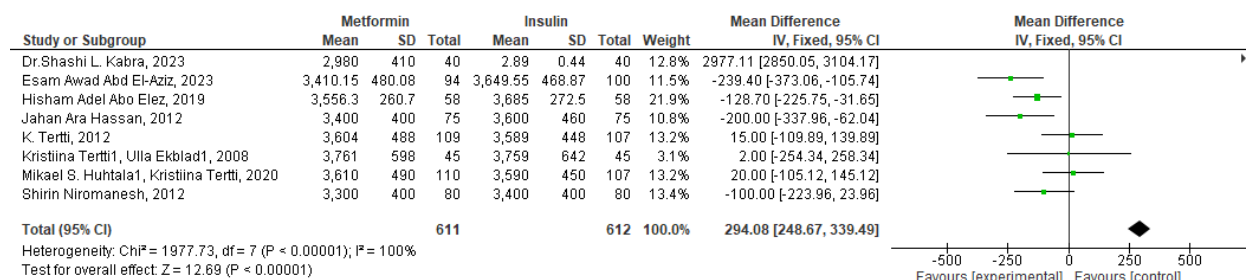 Metformin Insulin Mean Difference Mean Difference
Study or Subgroup Mean SD Total Mean SD Total Weight IV, Fixed, 95% CI IV, Fixed, 95% CI
Dr.Shashi L. Kabra, 2023 2,980 410 40 2.89 0.44 40 12.8% 2977.11 [2850.05, 3104.17]
Esam Awad Abd El-Aziz, 2023 3,410.15 480.08 94 3,649.55 468.87 100 11.5% -239.40 [-373.06, -105.74]
Hisham Adel Abo Elez, 2019 3,556.3 260.7 58 3,685 272.5 58 21.9% -128.70 [-225.75, -31.65]
Jahan Ara Hassan, 2012 3,400 400 75 3,600 460 75 10.8% -200.00 [-337.96, -62.04]
K. Tertti, 2012 3,604 488 109 3,589 448 107 13.2% 15.00 [-109.89, 139.89]
Kristiina Tertti1, Ulla Ekblad1, 2008 3,761 598 45 3,759 642 45 3.1% 2.00 [-254.34, 258.34]
Mikael S. Huhtala1, Kristiina Tertti, 2020 3,610 490 110 3,590 450 107 13.2% 20.00 [-105.12, 145.12]
Shirin Niromanesh, 2012 3,300 400 80 3,400 400 80 13.4% -100.00 [-223.96, 23.96]
Total (95% CI) 611 612 100.0% 294.08 [248.67, 339.49]
Heterogeneity: Chi² = 1977.73, df = 7 (P < 0.00001); I² = 100%
Test for overall effect: Z = 12.69 (P < 0.00001)
-500 -250 0 250 500
Favours [experimental] Favours [control]